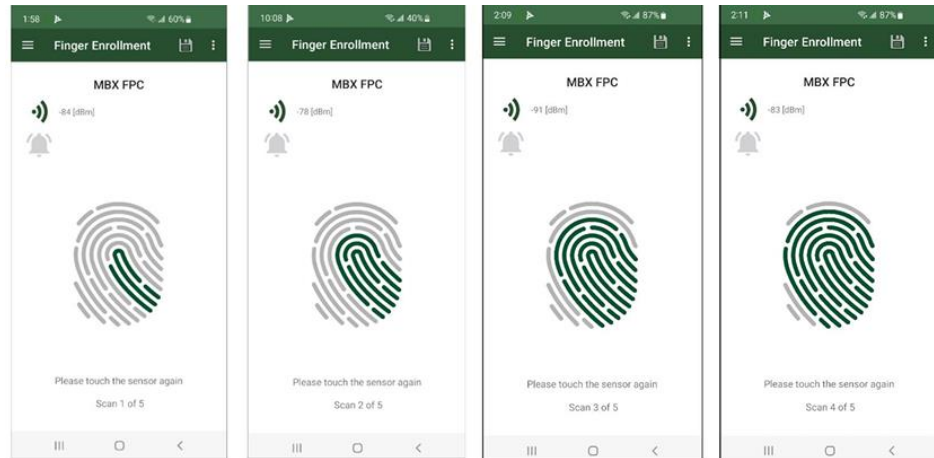 1:58 60%
Finger Enrollment
MBX FPC
-84 [dBm]
Please touch the sensor again
Scan 1 of 5
10:08 40%
Finger Enrollment
MBX FPC
-78 [dBm]
Please touch the sensor again
Scan 2 of 5
2:09 87%
Finger Enrollment
MBX FPC
-91 [dBm]
Please touch the sensor again
Scan 3 of 5
2:11 87%
Finger Enrollment
MBX FPC
-83 [dBm]
Please touch the sensor again
Scan 4 of 5